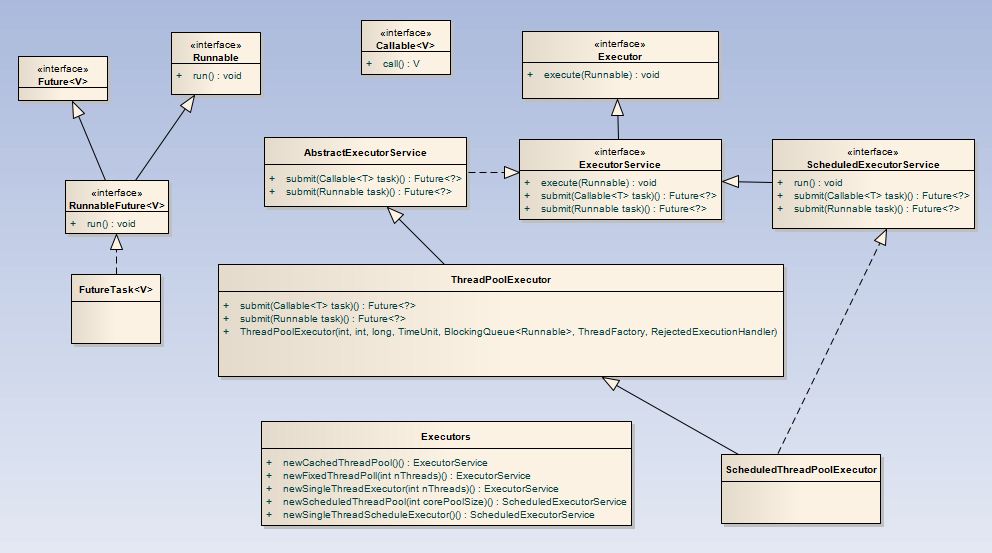 «interface»
Future<V>
«interface»
Runnable
+ run() : void
«interface»
Callable<V>
+ call() : V
«interface»
Executor
+ execute(Runnable) : void
AbstractExecutorService
+ submit(Callable<T> task)() : Future<?>
+ submit(Runnable task)() : Future<?>
«interface»
ExecutorService
+ execute(Runnable) : void
+ submit(Callable<T> task)() : Future<?>
+ submit(Runnable task)() : Future<?>
«interface»
ScheduledExecutorService
+ run() : void
+ submit(Callable<T> task)() : Future<?>
+ submit(Runnable task)() : Future<?>
«interface»
RunnableFuture<V>
+ run() : void
FutureTask<V>
ThreadPoolExecutor
+ submit(Callable<T> task)() : Future<?>
+ submit(Runnable task)() : Future<?>
+ ThreadPoolExecutor(int, int, long, TimeUnit, BlockingQueue<Runnable>, ThreadFactory, RejectedExecutionHandler)
Executors
+ newCachedThreadPool()() : ExecutorService
+ newFixedThreadPoll(int nThreads)() : ExecutorService
+ newSingleThreadExecutor(int nThreads)() : ExecutorService
+ newScheduledThreadPool(int corePoolSize)() : ScheduledExecutorService
+ newSingleThreadScheduleExecutor()() : ScheduledExecutorService
ScheduledThreadPoolExecutor